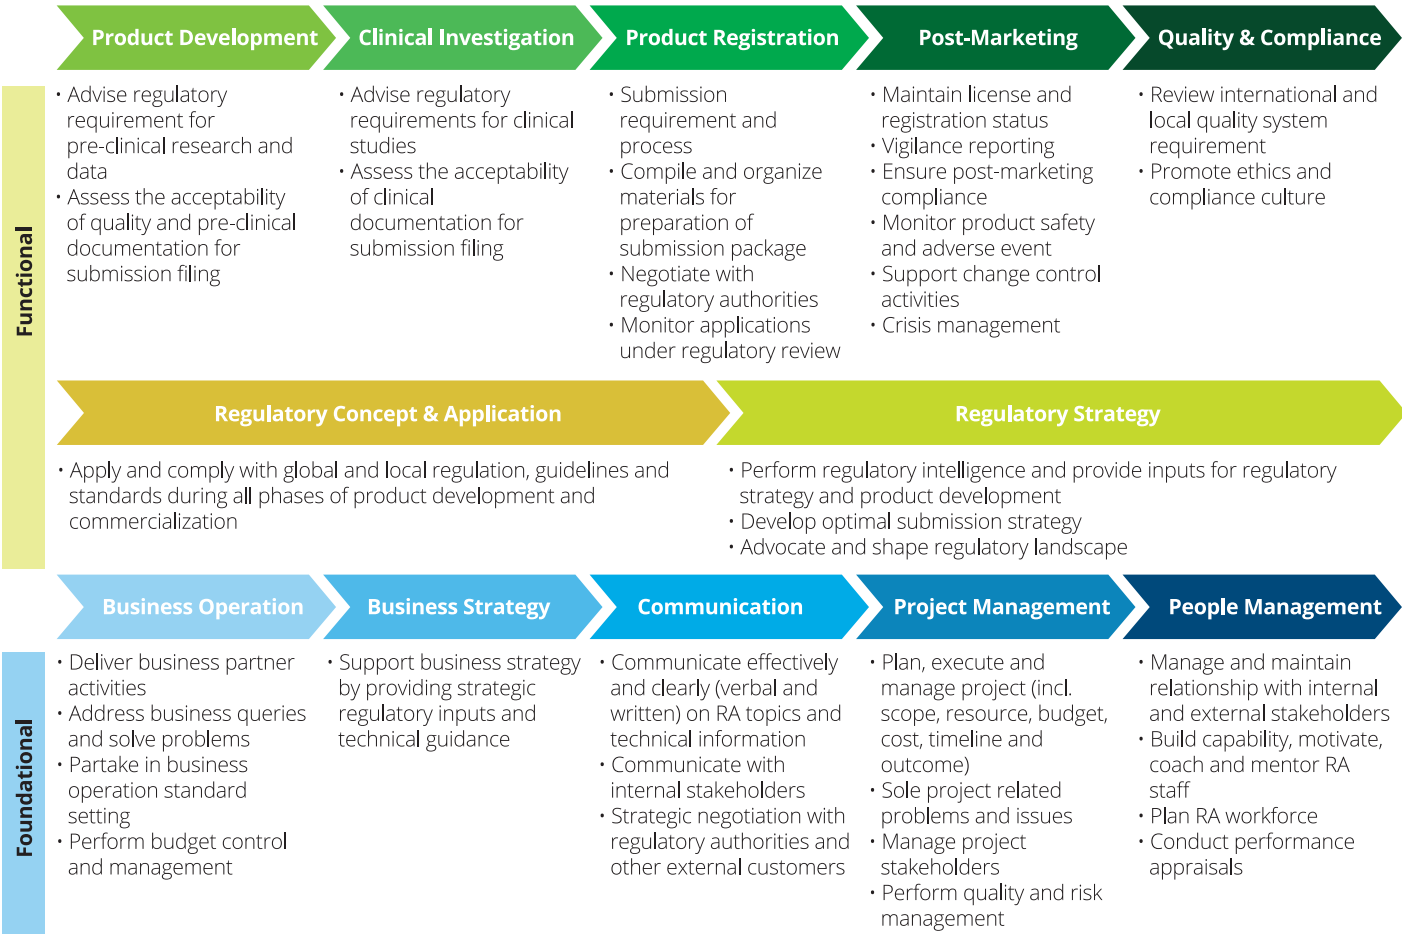 Product Development
Clinical Investigation
Product Registration
Post-Marketing
Quality & Compliance
Functional
• Advise regulatory
requirement for
pre-clinical research and
data
• Assess the acceptability
of quality and pre-clinical
documentation for
submission filing
• Advise regulatory
requirements for clinical
studies
• Assess the acceptability
of clinical
documentation for
submission filing
• Submission
requirement and
process
• Compile and organize
materials for
preparation of
submission package
• Negotiate with
regulatory authorities
• Monitor applications
under regulatory review
• Maintain license and
registration status
• Vigilance reporting
• Ensure post-marketing
compliance
• Monitor product safety
and adverse event
• Support change control
activities
• Crisis management
• Review international and
local quality system
requirement
• Promote ethics and
compliance culture
Regulatory Concept & Application
Regulatory Strategy
• Apply and comply with global and local regulation, guidelines and
standards during all phases of product development and
commercialization
• Perform regulatory intelligence and provide inputs for regulatory
strategy and product development
• Develop optimal submission strategy
• Advocate and shape regulatory landscape
Business Operation
Business Strategy
Communication
Project Management
People Management
Foundational
• Deliver business partner
activities
• Address business queries
and solve problems
• Partake in business
operation standard
setting
• Perform budget control
and management
• Support business strategy
by providing strategic
regulatory inputs and
technical guidance
• Communicate effectively
and clearly (verbal and
written) on RA topics and
technical information
• Communicate with
internal stakeholders
• Strategic negotiation with
regulatory authorities and
other external customers
• Plan, execute and
manage project (incl.
scope, resource, budget,
cost, timeline and
outcome)
• Sole project related
problems and issues
• Manage project
stakeholders
• Perform quality and risk
management
• Manage and maintain
relationship with internal
and external stakeholders
• Build capability, motivate,
coach and mentor RA
staff
• Plan RA workforce
• Conduct performance
appraisals